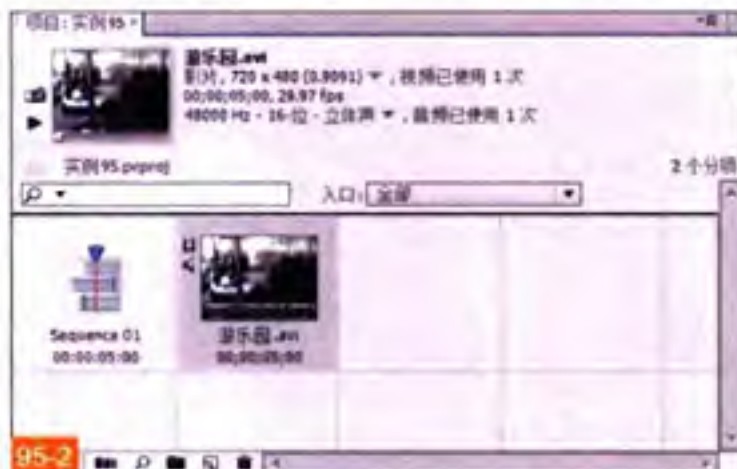 项目: 实例95
游乐园.avi
影片, 720 x 480 (0.9091) , 视频已使用 1 次
00;00;05;00, 29.97 fps
48000 Hz - 16-位 - 立体声 , 音频已使用 1 次
实例95.prproj
2 个分项
入口: 全部
Sequence 01
00:00:05:00
游乐园.avi
00;00;05;00
95-2